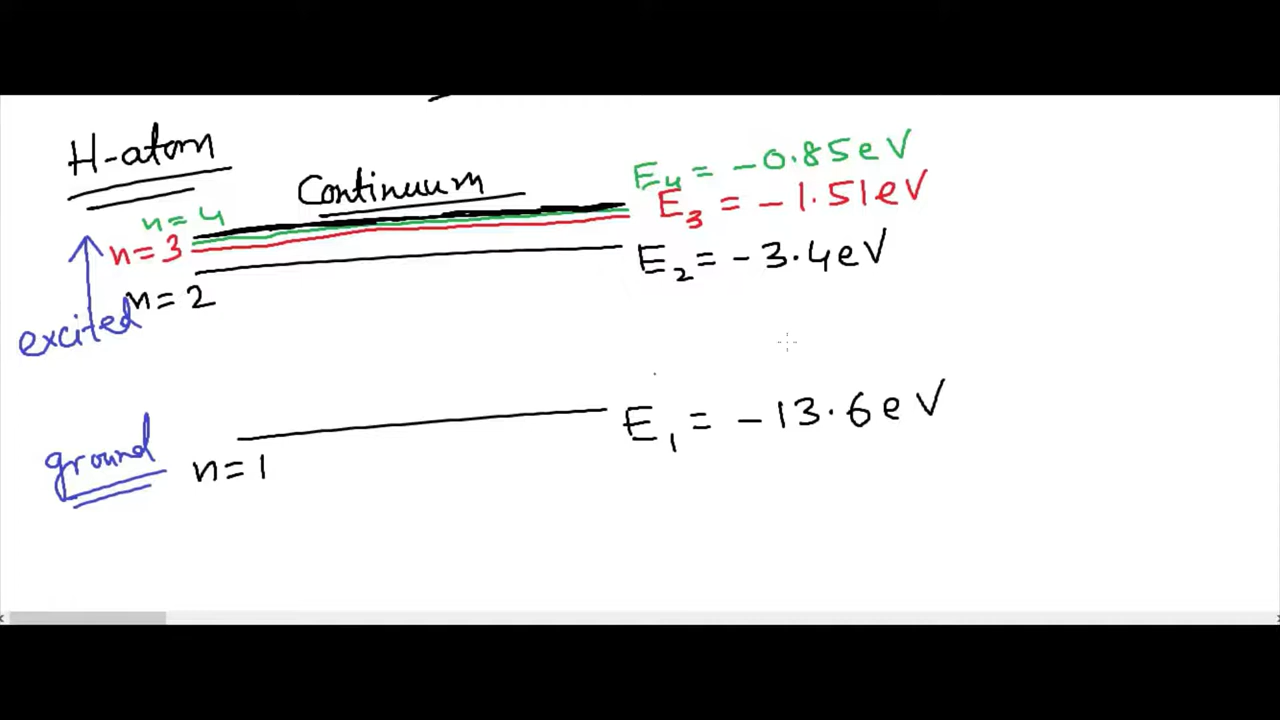 H-atom
Continuum
n=4
E4 = -0.85eV
n=3
E3 = -1.51eV
n=2
E2 = -3.4eV
excited
ground
n=1
E1 = -13.6eV